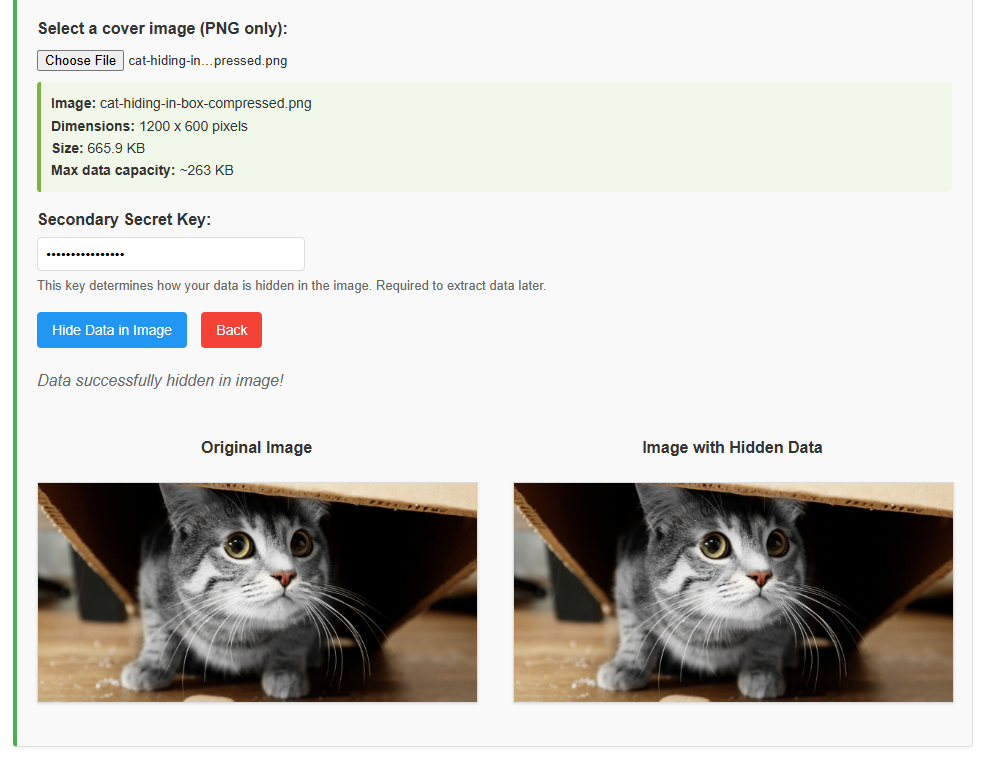 Select a cover image (PNG only):
Choose File cat-hiding-in...pressed.png
Image: cat-hiding-in-box-compressed.png
Dimensions: 1200 x 600 pixels
Size: 665.9 KB
Max data capacity: ~263 KB
Secondary Secret Key:
••••••••••••••••
This key determines how your data is hidden in the image. Required to extract data later.
Hide Data in Image Back
Data successfully hidden in image!
Original Image Image with Hidden Data